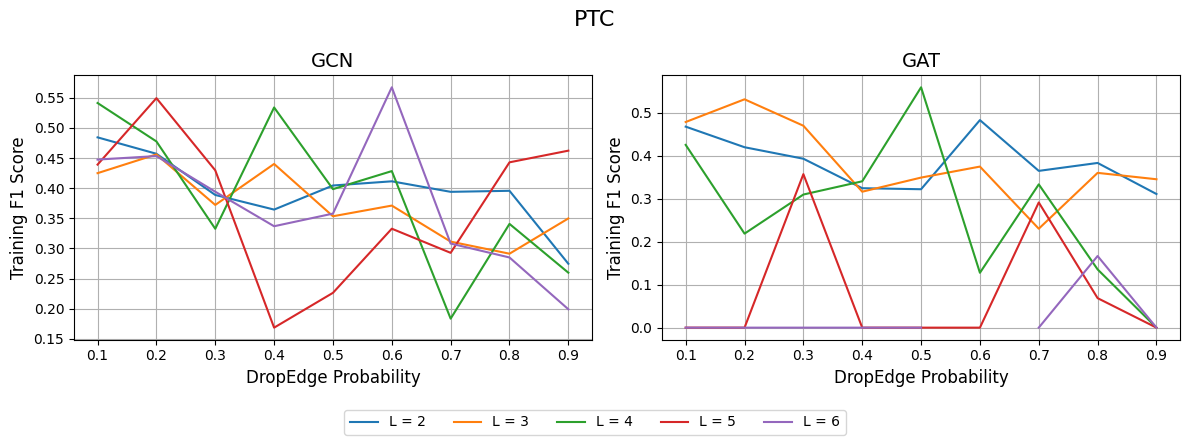 PTC
GCN
Training F1 Score
0.55
0.50
0.45
0.40
0.35
0.30
0.25
0.20
0.15
0.1 0.2 0.3 0.4 0.5 0.6 0.7 0.8 0.9
DropEdge Probability
GAT
Training F1 Score
0.5
0.4
0.3
0.2
0.1
0.0
0.1 0.2 0.3 0.4 0.5 0.6 0.7 0.8 0.9
DropEdge Probability
L = 2 L = 3 L = 4 L = 5 L = 6